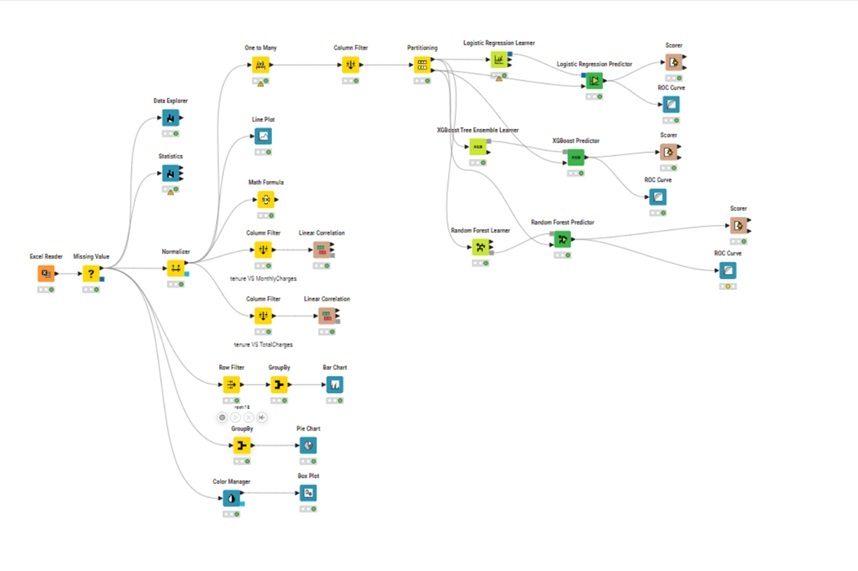 One to Many
Column Filter
Partitioning
Logistic Regression Learner
Logistic Regression Predictor
Scorer
ROC Curve
Data Explorer
Line Plot
XGBoost Tree Ensemble Learner
XGB
XGBoost Predictor
XGB
Scorer
ROC Curve
Statistics
Math Formula
Column Filter
Linear Correlation
tenure VS MonthlyCharges
Random Forest Learner
Random Forest Predictor
Scorer
ROC Curve
Excel Reader
Missing Value
?
Normalizer
Column Filter
Linear Correlation
tenure VS TotalCharges
Row Filter
GroupBy
Bar Chart
GroupBy
Pie Chart
Color Manager
Box Plot